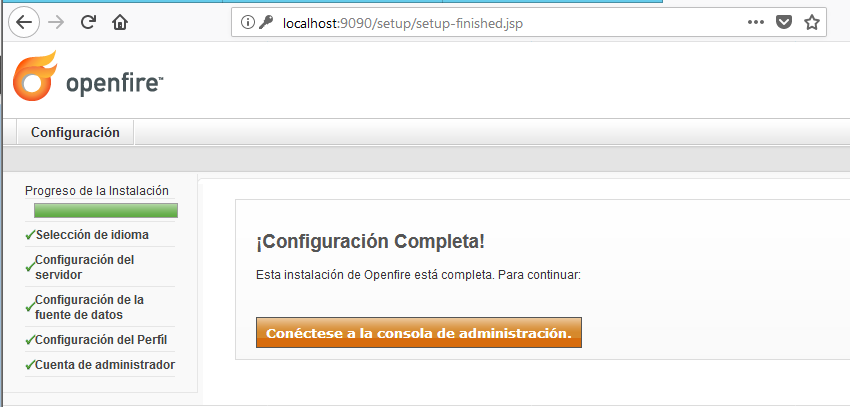 localhost:9090/setup/setup-finished.jsp
openfire™
Configuración
Progreso de la Instalación
Selección de idioma
Configuración del
servidor
Configuración de la
fuente de datos
Configuración del Perfil
Cuenta de administrador
¡Configuración Completa!
Esta instalación de Openfire está completa. Para continuar:
Conéctese a la consola de administración.